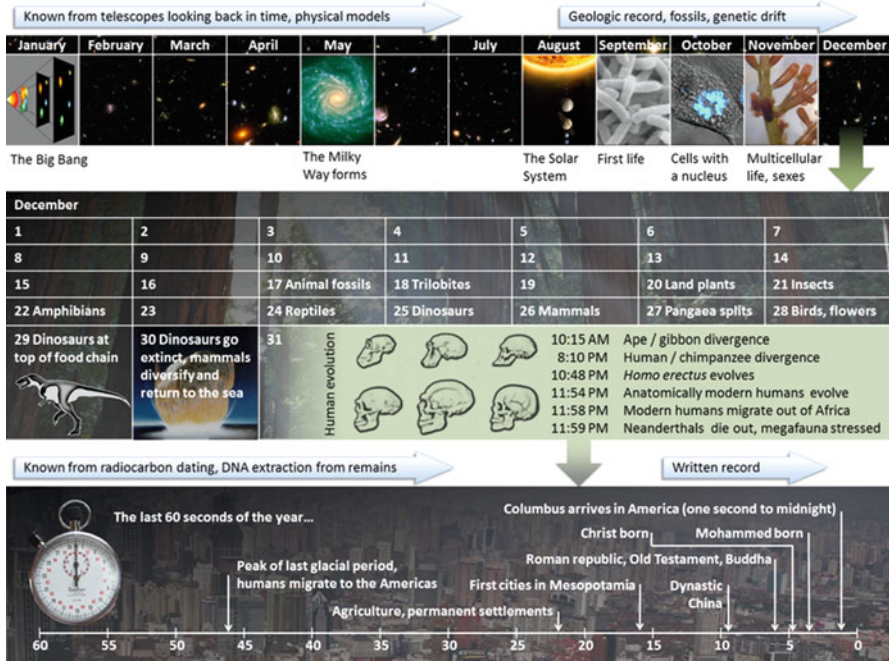 Known from telescopes looking back in time, physical models
Geologic record, fossils, genetic drift
January February March April May July August September October November December
The Big Bang
The Milky
Way forms
The Solar
System
First life
Cells with
a nucleus
Multicellular
life, sexes
December
1 2 3 4 5 6 7
8 9 10 11 12 13 14
15 16 17 Animal fossils 18 Trilobites 19 20 Land plants 21 Insects
22 Amphibians 23 24 Reptiles 25 Dinosaurs 26 Mammals 27 Pangaea splits 28 Birds, flowers
29 Dinosaurs at
top of food chain
30 Dinosaurs go
extinct, mammals
diversify and
return to the sea
31
Human evolution
10:15 AM Ape / gibbon divergence
8:10 PM Human / chimpanzee divergence
10:48 PM Homo erectus evolves
11:54 PM Anatomically modern humans evolve
11:58 PM Modern humans migrate out of Africa
11:59 PM Neanderthals die out, megafauna stressed
Known from radiocarbon dating, DNA extraction from remains
Written record
The last 60 seconds of the year...
Columbus arrives in America (one second to midnight)
Christ born
Mohammed born
Roman republic, Old Testament, Buddha
Peak of last glacial period,
humans migrate to the Americas
First cities in Mesopotamia
Dynastic
China
Agriculture, permanent settlements
60 55 50 45 40 35 30 25 20 15 10 5 0